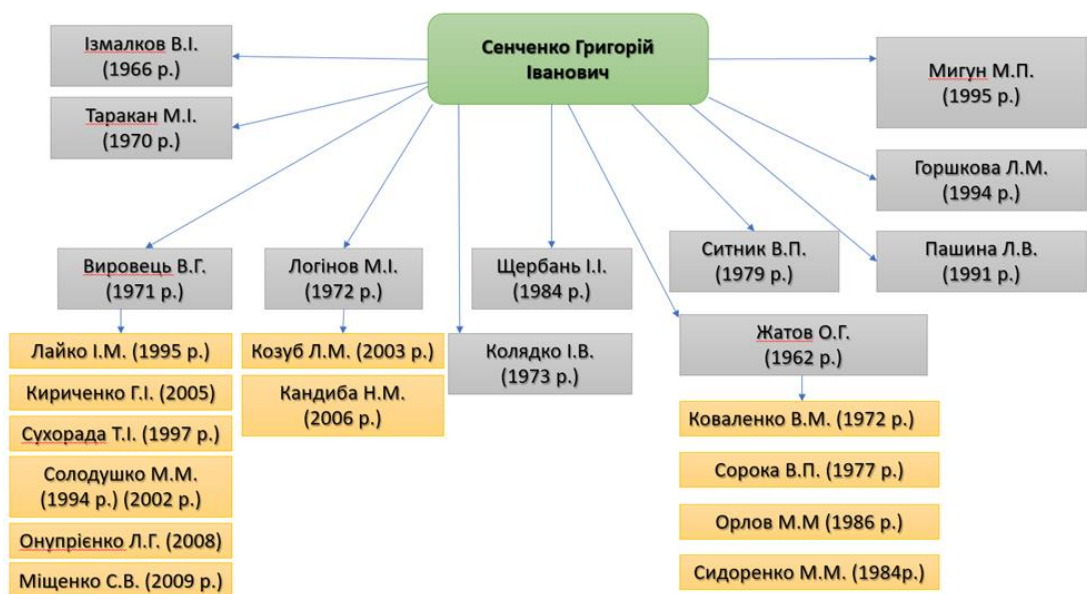 Сенченко Григорій
Іванович
Ізмалков В.І.
(1966 р.)
Таракан М.І.
(1970 р.)
Мигун М.П.
(1995 р.)
Горшкова Л.М.
(1994 р.)
Вировець В.Г.
(1971 р.)
Логінов М.І.
(1972 р.)
Щербань І.І.
(1984 р.)
Ситник В.П.
(1979 р.)
Пашина Л.В.
(1991 р.)
Колядко І.В.
(1973 р.)
Жатов О.Г.
(1962 р.)
Лайко І.М. (1995 р.)
Кириченко Г.І. (2005)
Сухорада Т.І. (1997 р.)
Солодушко М.М.
(1994 р.) (2002 р.)
Онупрієнко Л.Г. (2008)
Міщенко С.В. (2009 р.)
Козуб Л.М. (2003 р.)
Кандиба Н.М.
(2006 р.)
Коваленко В.М. (1972 р.)
Сорока В.П. (1977 р.)
Орлов М.М (1986 р.)
Сидоренко М.М. (1984р.)